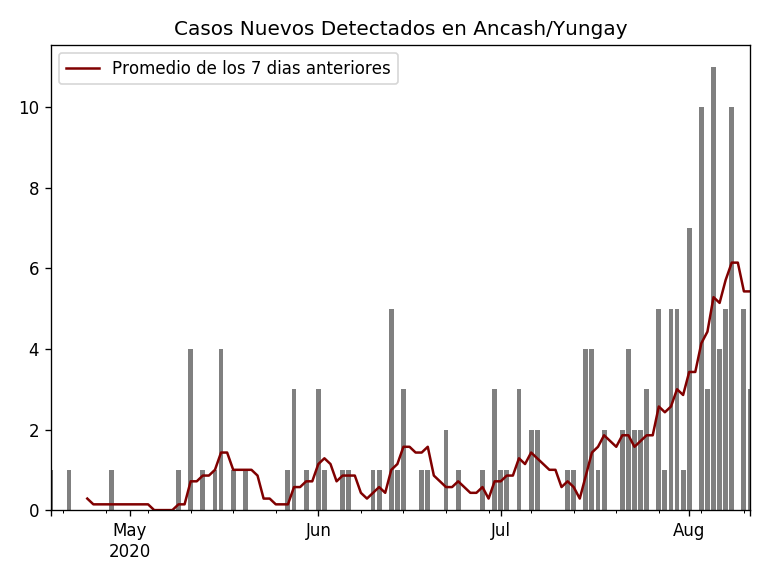 Casos Nuevos Detectados en Ancash/Yungay
Promedio de los 7 dias anteriores
10
8
6
4
2
0
May
2020
Jun
Jul
Aug